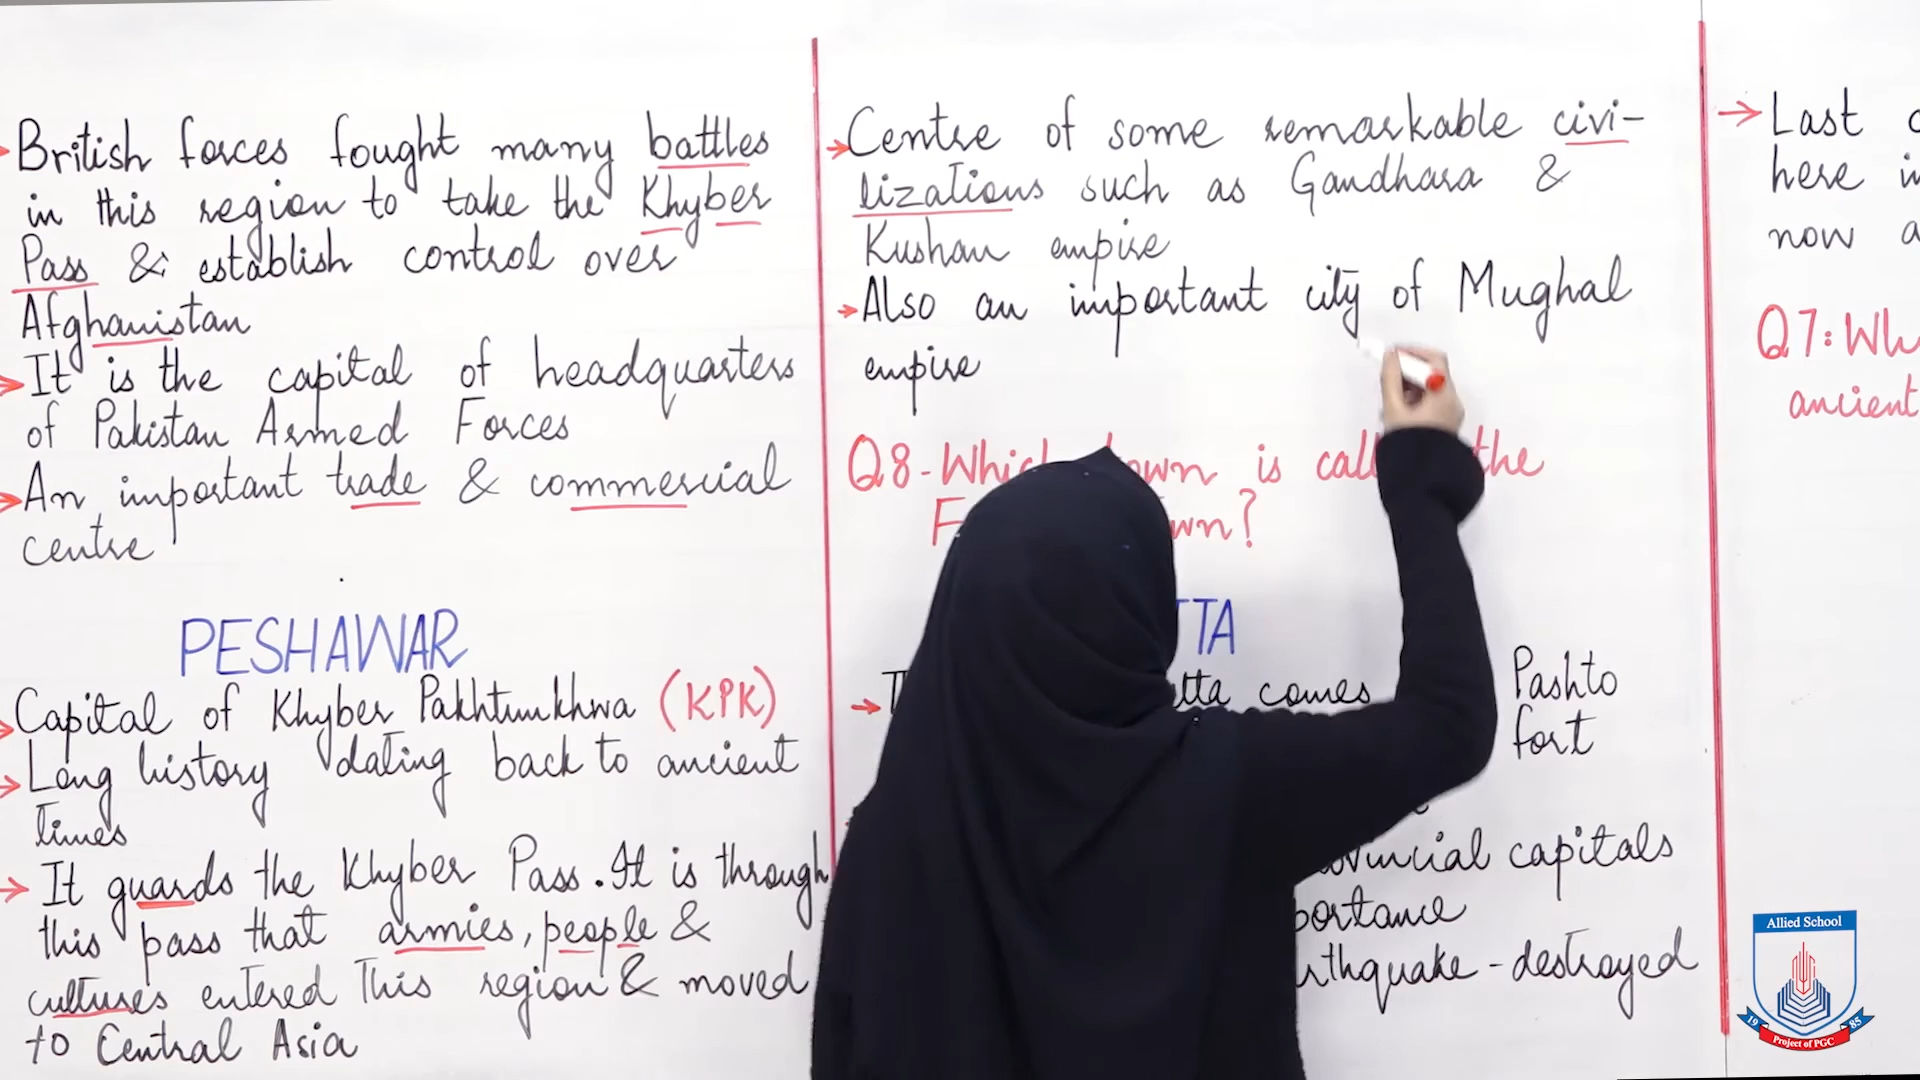 British forces fought many battles
in this region to take the Khyber
Pass & establish control over
Afghanistan
It is the capital of headquarters
of Pakistan Armed Forces
An important trade & commercial
centre
PESHAWAR
Capital of Khyber Pakhtunkhwa (KPK)
Long history dating back to ancient
times
It guards the Khyber Pass. It is through
this pass that armies, people &
cultures entered this region & moved
to Central Asia
Centre of some remarkable civi-
lizations such as Gandhara &
Kushan empire
Also an important city of Mughal
empire
Q8-Which town is the
?
comes Pashto
fort
capitals
destroyed
Last
here
now
Q7:
ancient
Allied School
1985
Project of PGC